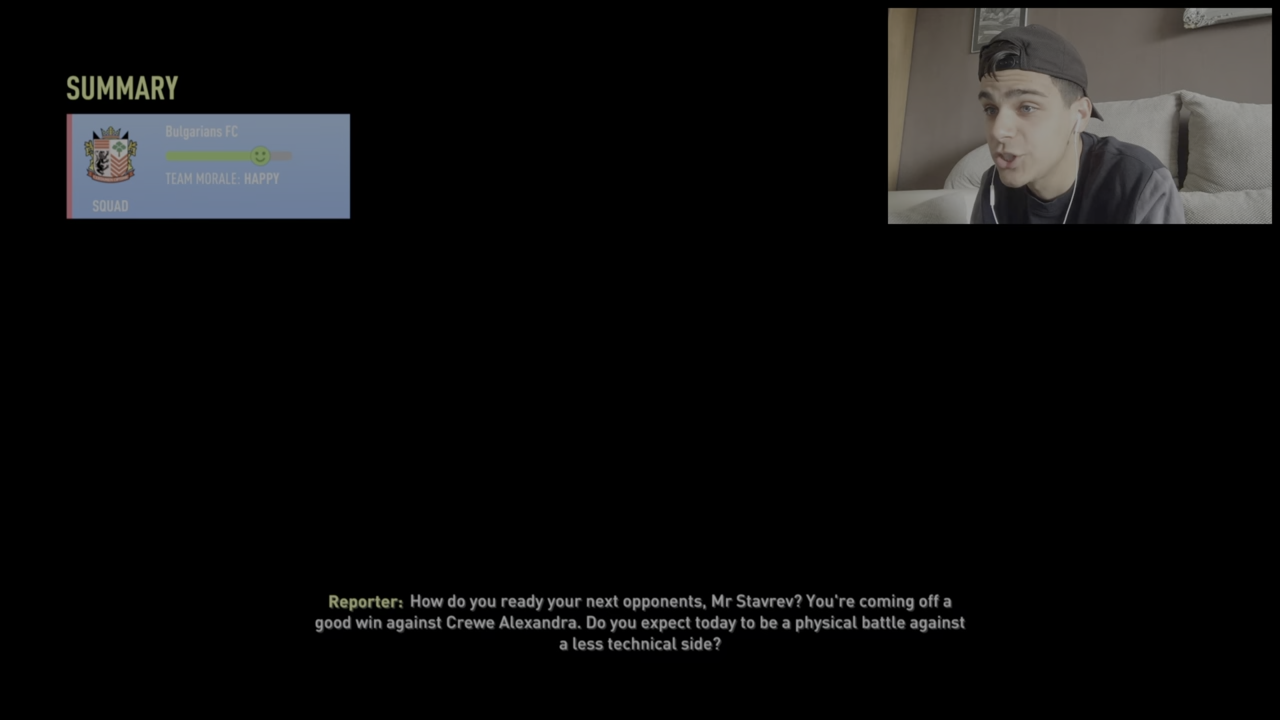 SUMMARY
Bulgarians FC
TEAM MORALE: HAPPY
SQUAD
Reporter: How do you ready your next opponents, Mr Stavrev? You're coming off a
good win against Crewe Alexandra. Do you expect today to be a physical battle against
a less technical side?